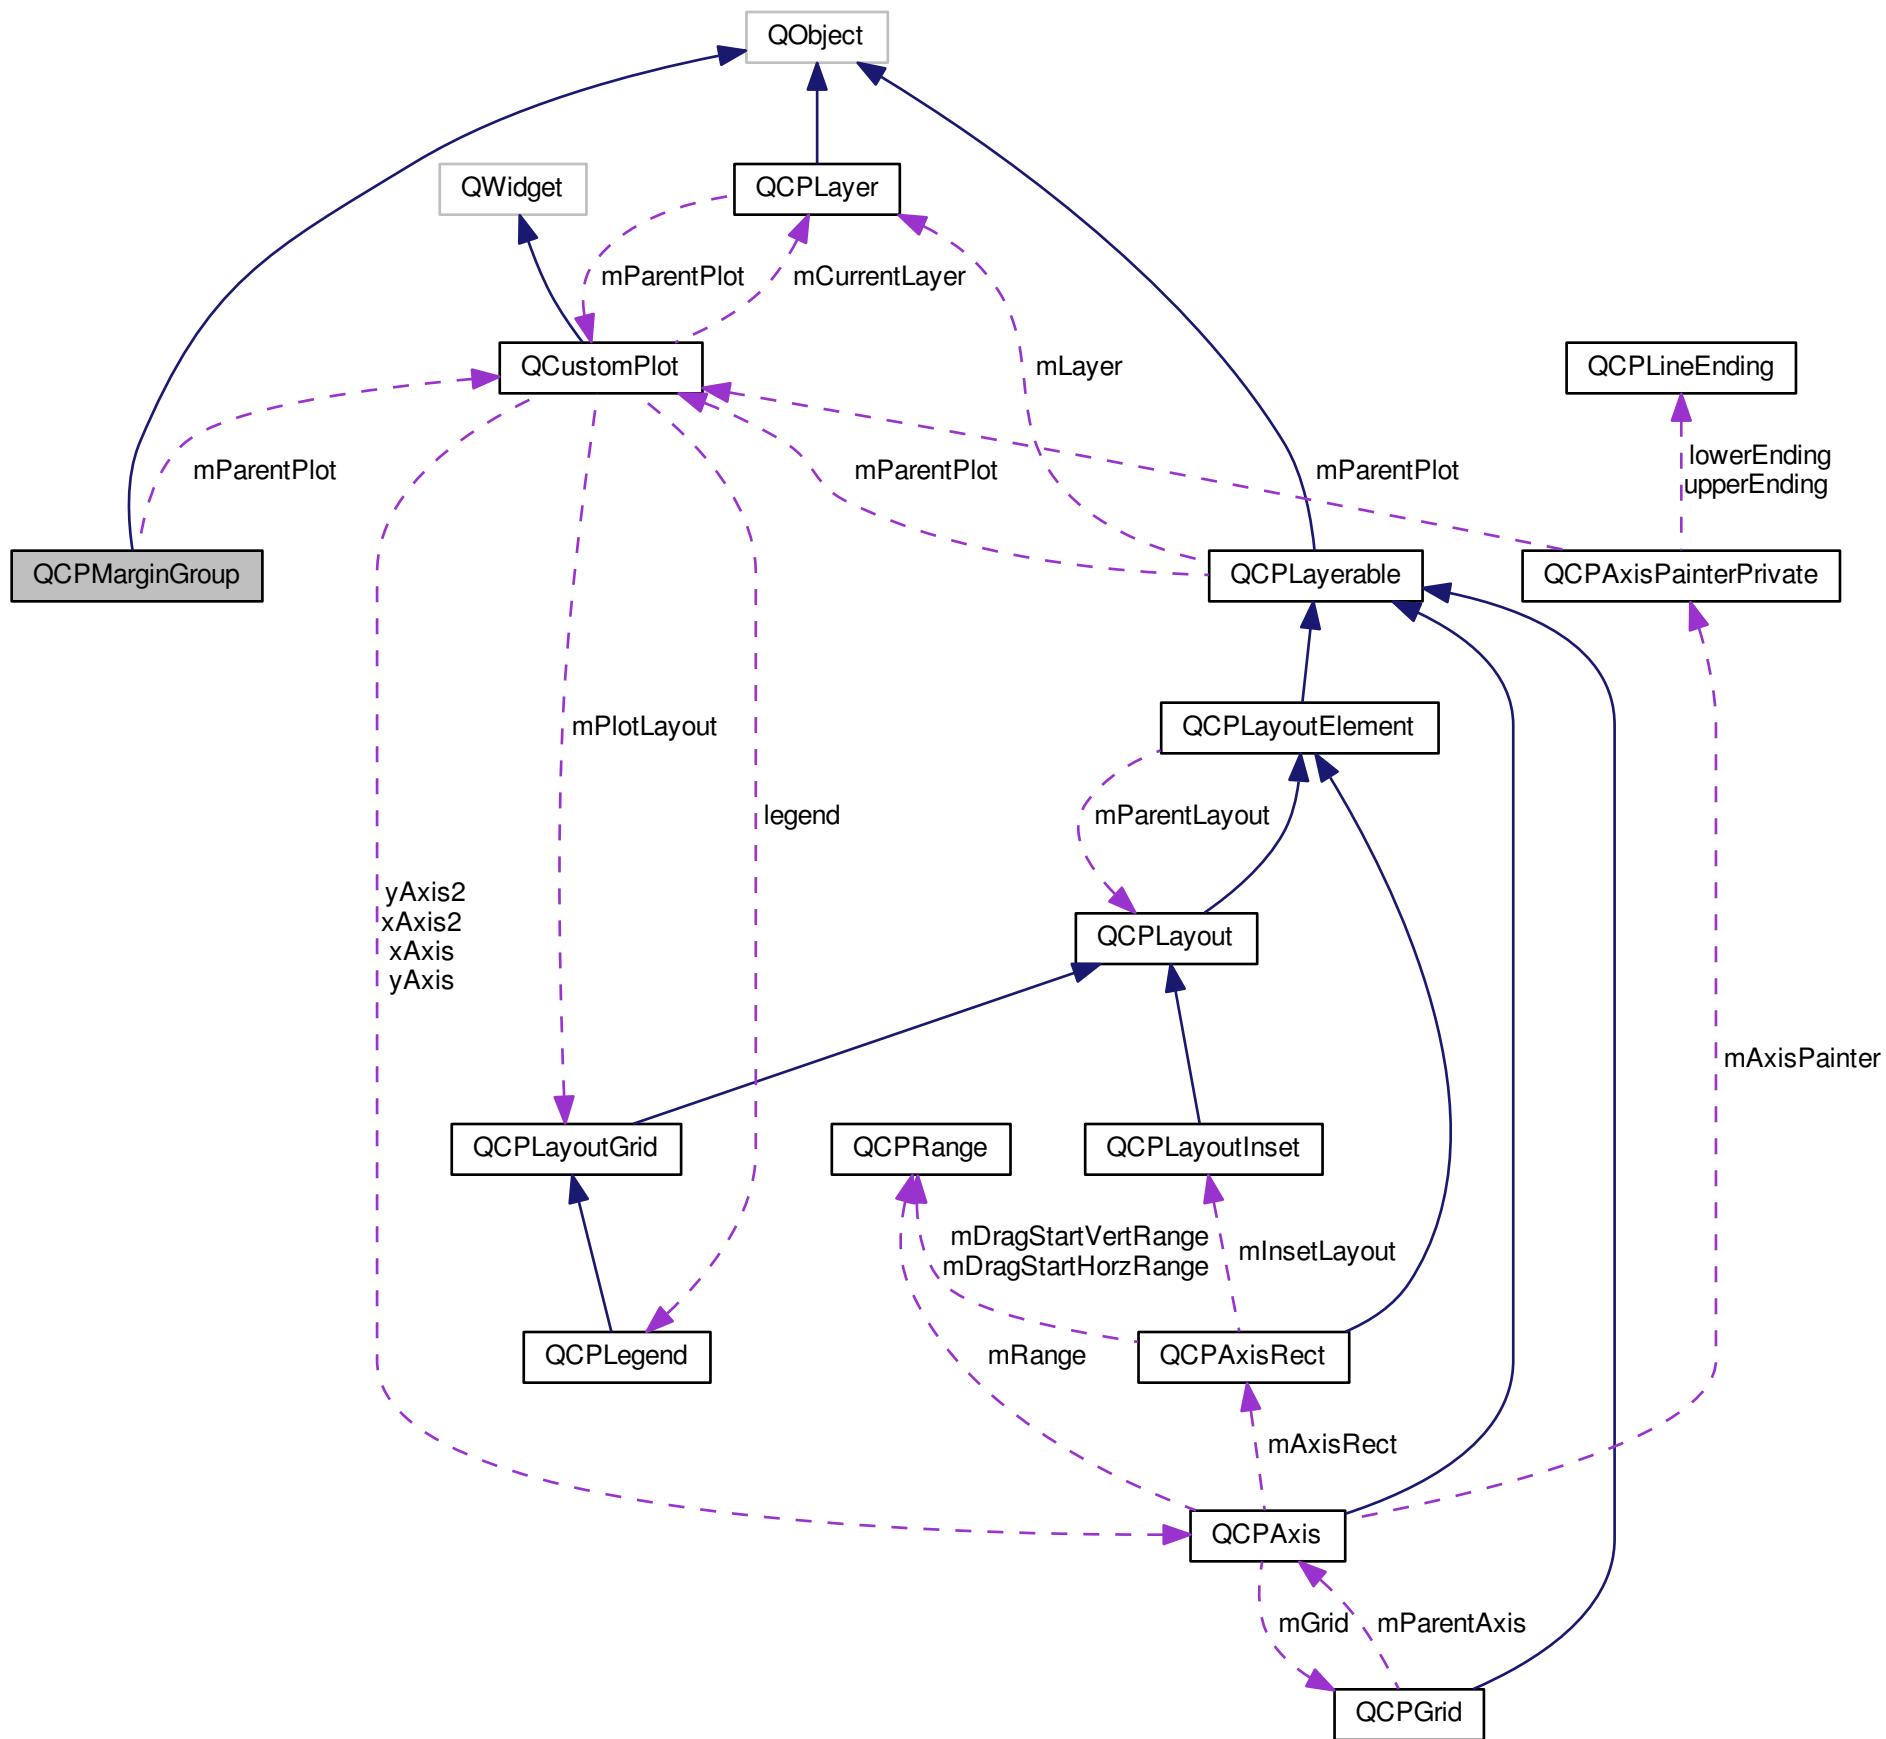 QObject
QWidget
QCPLayer
mParentPlot
mCurrentLayer
QCustomPlot
mLayer
QCPLineEnding
mParentPlot
mParentPlot
mParentPlot
lowerEnding
upperEnding
QCPMarginGroup
QCPLayerable
QCPAxisPainterPrivate
mPlotLayout
QCPLayoutElement
legend
mParentLayout
yAxis2
xAxis2
xAxis
yAxis
QCPLayout
mAxisPainter
QCPLayoutGrid
QCPRange
QCPLayoutInset
mDragStartVertRange
mDragStartHorzRange
mInsetLayout
QCPLegend
mRange
QCPAxisRect
mAxisRect
QCPAxis
mGrid
mParentAxis
QCPGrid